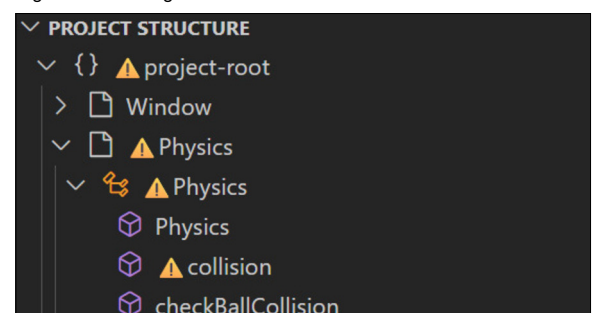 PROJECT STRUCTURE
{} project-root
Window
Physics
Physics
Physics
collision
checkBallCollision